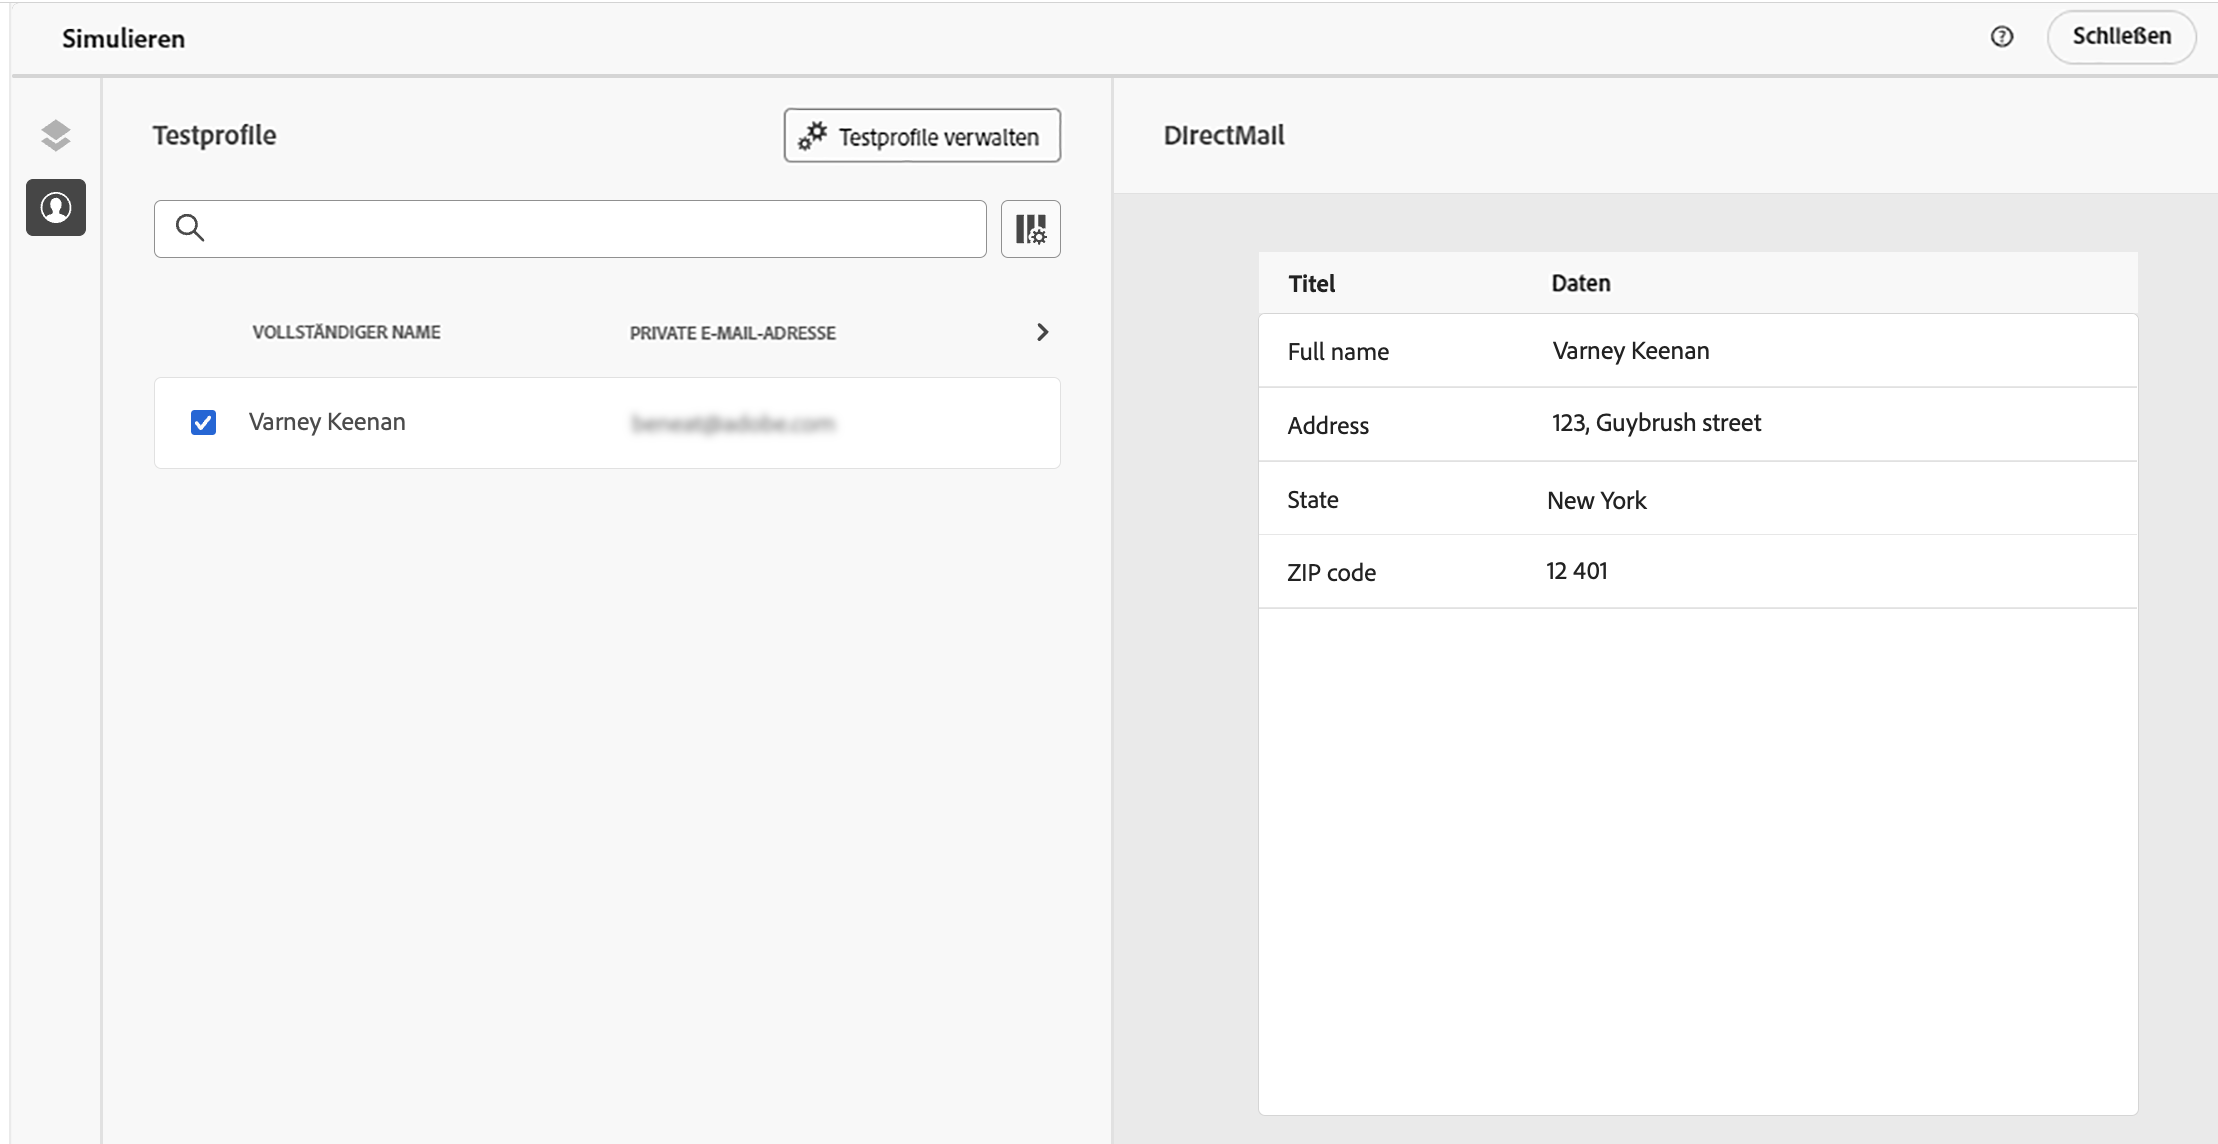 Simulieren
Schließen
Testprofile
Testprofile verwalten
DirectMail
VOLLSTÄNDIGER NAME PRIVATE E-MAIL-ADRESSE
Varney Keenan
Titel Daten
Full name Varney Keenan
Address 123, Guybrush street
State New York
ZIP code 12 401